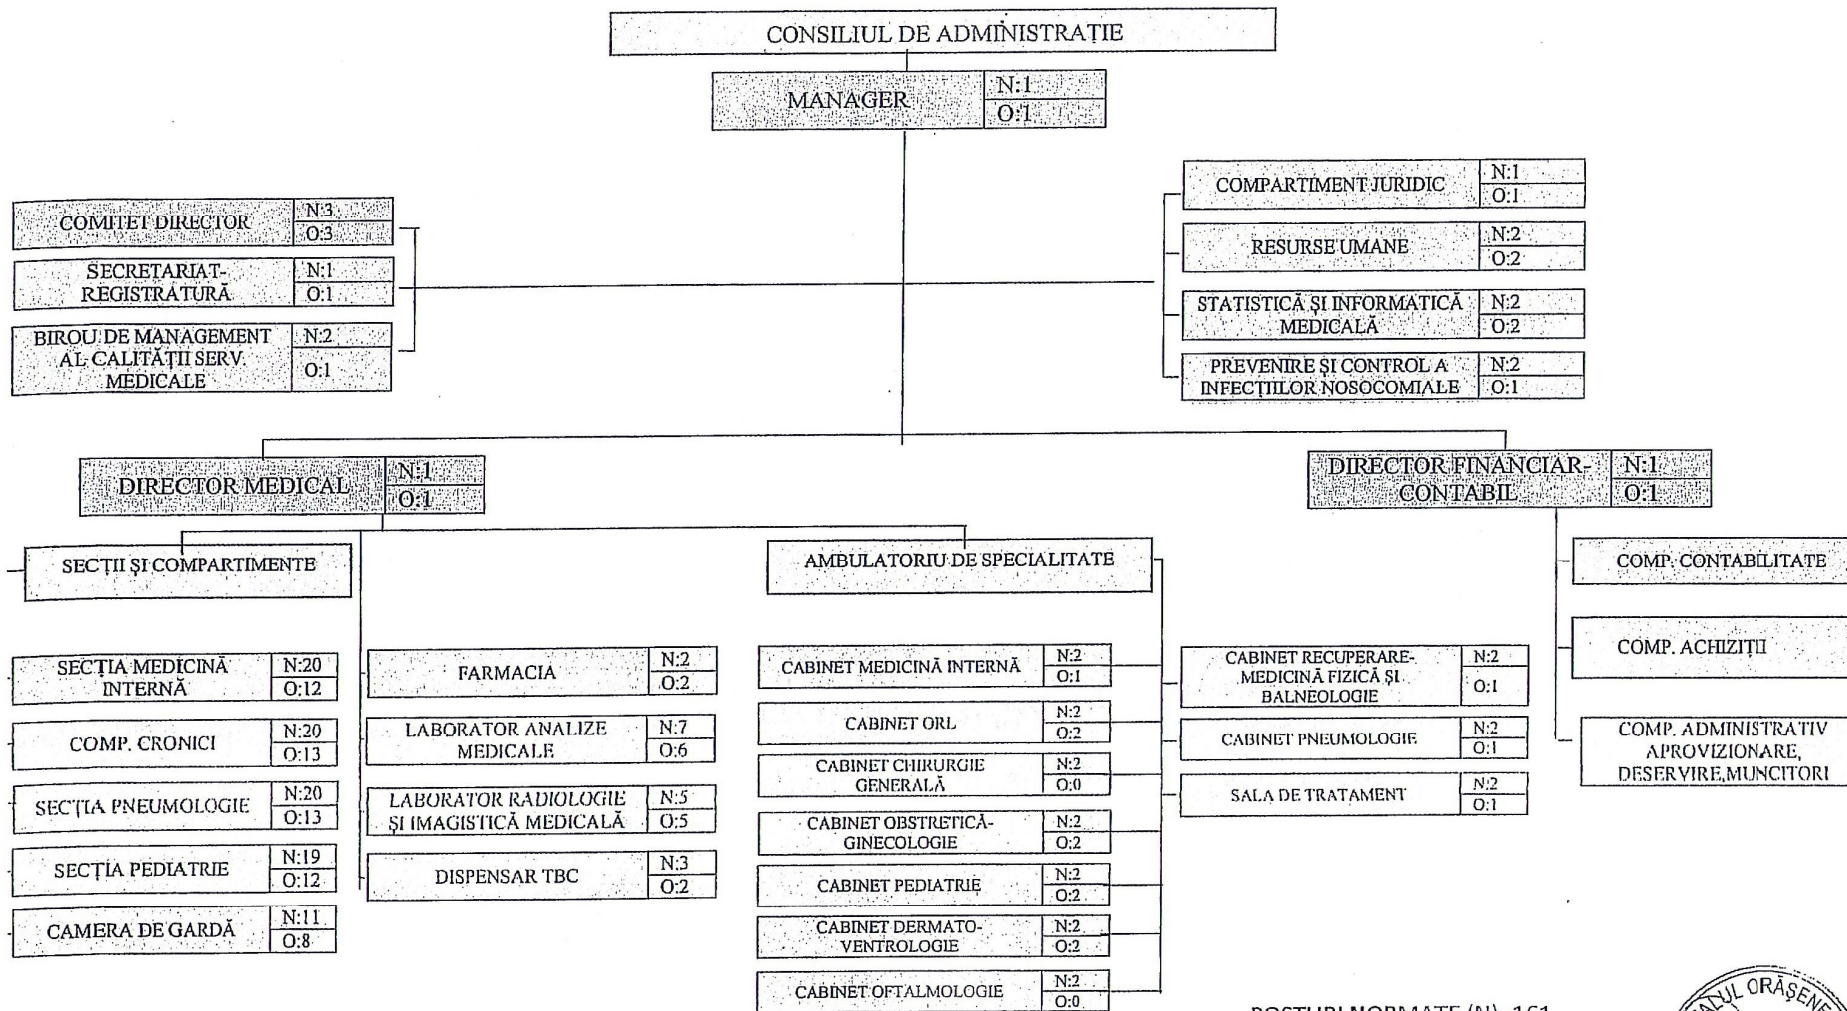 CONSILIUL DE ADMINISTRAȚIE
MANAGER
N:1
O:1
COMITET DIRECTOR
N:3
O:3
SECRETARIAT-
REGISTRATURĂ
N:1
O:1
BIROU DE MANAGEMENT
AL CALITĂȚII SERV.
MEDICALE
N:2
O:1
COMPARTIMENT JURIDIC
N:1
O:1
RESURSE UMANE
N:2
O:2
STATISTICĂ ȘI INFORMATICĂ
MEDICALĂ
N:2
O:2
PREVENIRE ȘI CONTROL A
INFECȚIILOR NOSOCOMIALE
N:2
O:1
DIRECTOR MEDICAL
N:1
O:1
DIRECTOR FINANCIAR-
CONTABIL
N:1
O:1
SECȚII ȘI COMPARTIMENTE
AMBULATORIU DE SPECIALITATE
COMP. CONTABILITATE
COMP. ACHIZIȚII
COMP. ADMINISTRATIV
APROVIZIONARE,
DESERVIRE,MUNCITORI
SECȚIA MEDICINĂ
INTERNĂ
N:20
O:12
COMP. CRONICI
N:20
O:13
SECȚIA PNEUMOLOGIE
N:20
O:13
SECȚIA PEDIATRIE
N:19
O:12
CAMERA DE GARDĂ
N:11
O:8
FARMACIA
N:2
O:2
LABORATOR ANALIZE
MEDICALE
N:7
O:6
LABORATOR RADIOLOGIE
ȘI IMAGISTICĂ MEDICALĂ
N:5
O:5
DISPENSAR TBC
N:3
O:2
CABINET MEDICINĂ INTERNĂ
N:2
O:1
CABINET ORL
N:2
O:2
CABINET CHIRURGIE
GENERALĂ
N:2
O:0
CABINET OBSTRETICĂ-
GINECOLOGIE
N:2
O:2
CABINET PEDIATRIE
N:2
O:2
CABINET DERMATO-
VENTROLOGIE
N:2
O:2
CABINET OFTALMOLOGIE
N:2
O:0
CABINET RECUPERARE-
MEDICINĂ FIZICĂ ȘI
BALNEOLOGIE
N:2
O:1
CABINET PNEUMOLOGIE
N:2
O:1
SALA DE TRATAMENT
N:2
O:1